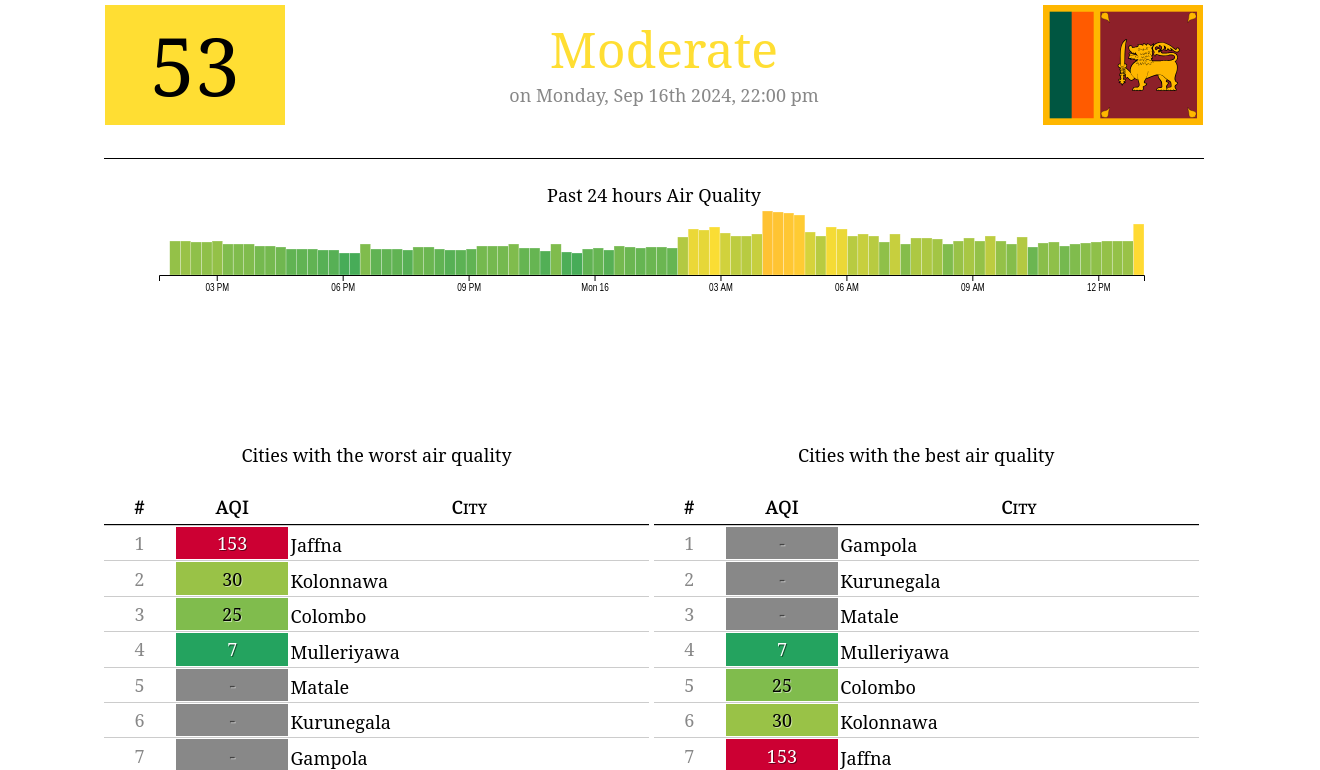 53
Moderate
on Monday, Sep 16th 2024, 22:00 pm
Past 24 hours Air Quality
03 PM 06 PM 09 PM Mon 16 03 AM 06 AM 09 AM 12 PM
Cities with the worst air quality
# AQI City
1 153 Jaffna
2 30 Kolonnawa
3 25 Colombo
4 7 Mulleriyawa
5 - Matale
6 - Kurunegala
7 - Gampola
Cities with the best air quality
# AQI City
1 - Gampola
2 - Kurunegala
3 - Matale
4 7 Mulleriyawa
5 25 Colombo
6 30 Kolonnawa
7 153 Jaffna